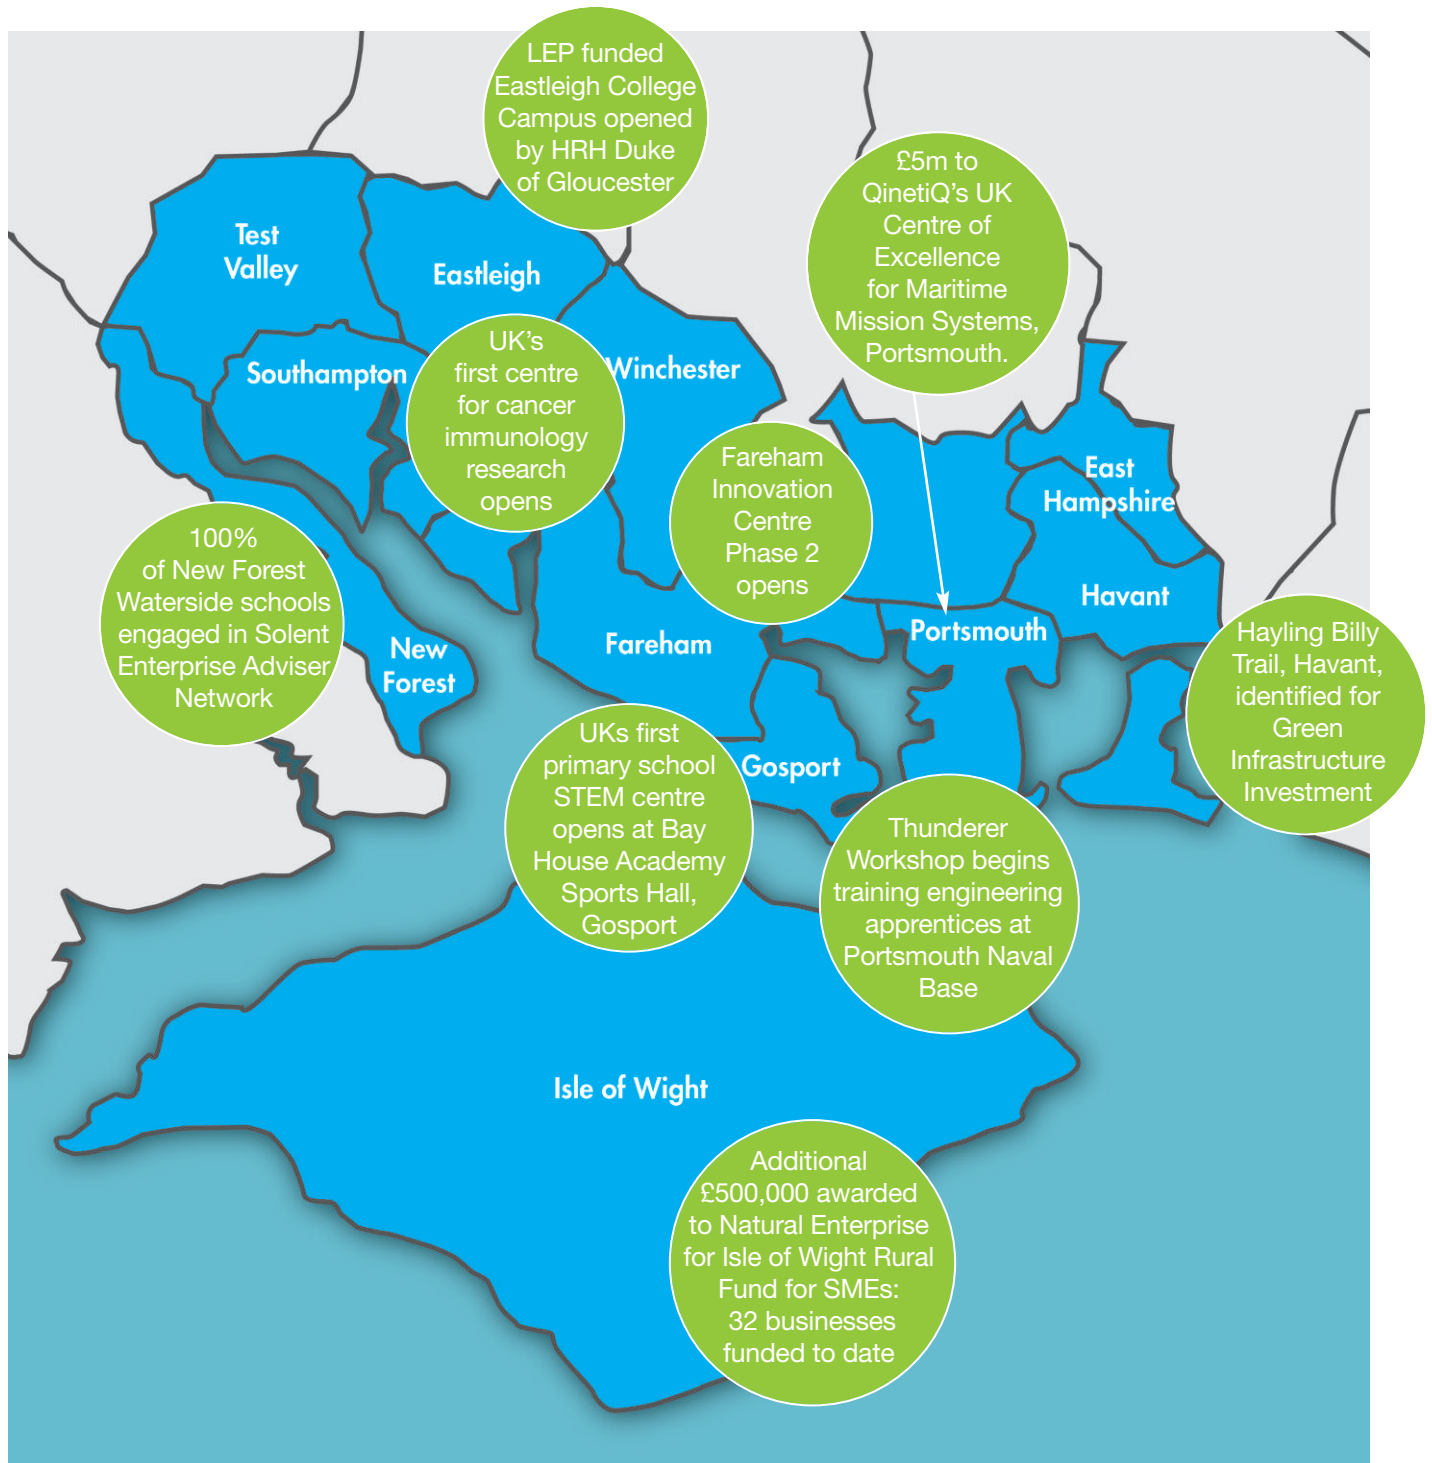 LEP funded
Eastleigh College
Campus opened
by HRH Duke
of Gloucester
£5m to
QinetiQ’s UK
Centre of
Excellence
for Maritime
Mission Systems,
Portsmouth.
Test
Valley
Eastleigh
UK’s
first centre
for cancer
immunology
research
opens
Southampton
Winchester
Fareham
Innovation
Centre
Phase 2
opens
East
Hampshire
100%
of New Forest
Waterside schools
engaged in Solent
Enterprise Adviser
Network
Havant
New
Forest
Fareham
Portsmouth
Hayling Billy
Trail, Havant,
identified for
Green
Infrastructure
Investment
UKs first
primary school
STEM centre
opens at Bay
House Academy
Sports Hall,
Gosport
Gosport
Thunderer
Workshop begins
training engineering
apprentices at
Portsmouth Naval
Base
Isle of Wight
Additional
£500,000 awarded
to Natural Enterprise
for Isle of Wight Rural
Fund for SMEs:
32 businesses
funded to date